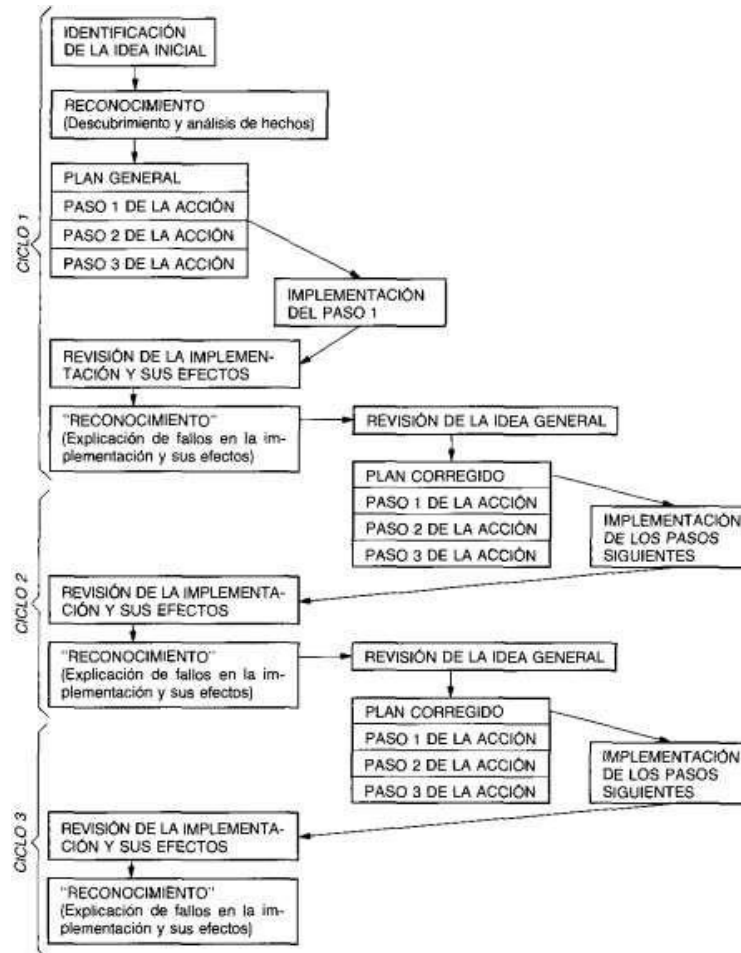 CICLO 1
IDENTIFICACIÓN
DE LA IDEA INICIAL
RECONOCIMIENTO
(Descubrimiento y análisis de hechos)
PLAN GENERAL
PASO 1 DE LA ACCIÓN
PASO 2 DE LA ACCIÓN
PASO 3 DE LA ACCIÓN
IMPLEMENTACIÓN
DEL PASO 1
REVISIÓN DE LA IMPLEMEN-
TACIÓN Y SUS EFECTOS
"RECONOCIMIENTO"
(Explicación de fallos en la im-
plementación y sus efectos)
REVISIÓN DE LA IDEA GENERAL
PLAN CORREGIDO
PASO 1 DE LA ACCIÓN
PASO 2 DE LA ACCIÓN
PASO 3 DE LA ACCIÓN
IMPLEMENTACIÓN
DE LOS PASOS
SIGUIENTES
CICLO 2
REVISIÓN DE LA IMPLEMENTA-
CIÓN Y SUS EFECTOS
"RECONOCIMIENTO"
(Explicación de fallos en la im-
plementación y sus efectos)
REVISIÓN DE LA IDEA GENERAL
PLAN CORREGIDO
PASO 1 DE LA ACCIÓN
PASO 2 DE LA ACCIÓN
PASO 3 DE LA ACCIÓN
IMPLEMENTACIÓN
DE LOS PASOS
SIGUIENTES
CICLO 3
REVISIÓN DE LA IMPLEMENTA-
CIÓN Y SUS EFECTOS
"RECONOCIMIENTO"
(Explicación de fallos en la im-
plementación y sus efectos)